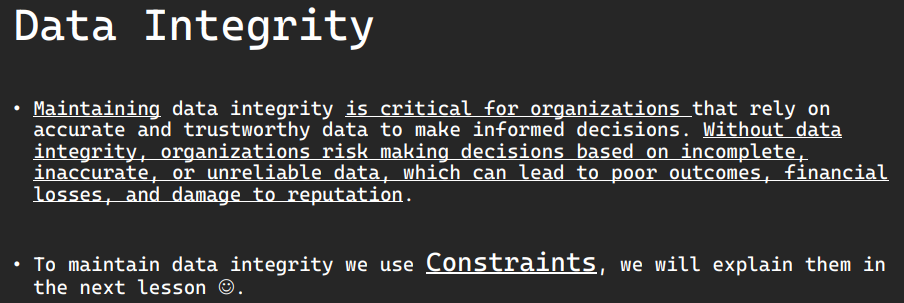 Data Integrity
• Maintaining data integrity is critical for organizations that rely on
accurate and trustworthy data to make informed decisions. Without data
integrity, organizations risk making decisions based on incomplete,
inaccurate, or unreliable data, which can lead to poor outcomes, financial
losses, and damage to reputation.
• To maintain data integrity we use Constraints, we will explain them in
the next lesson ☺.